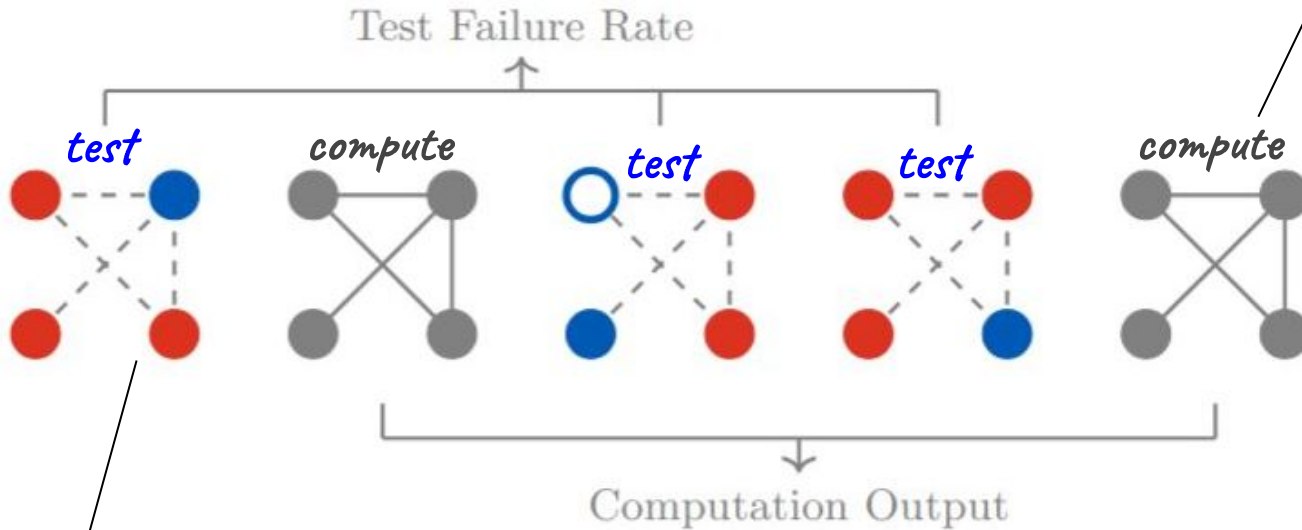 Test Failure Rate
test
compute
test
test
compute
Computation Output